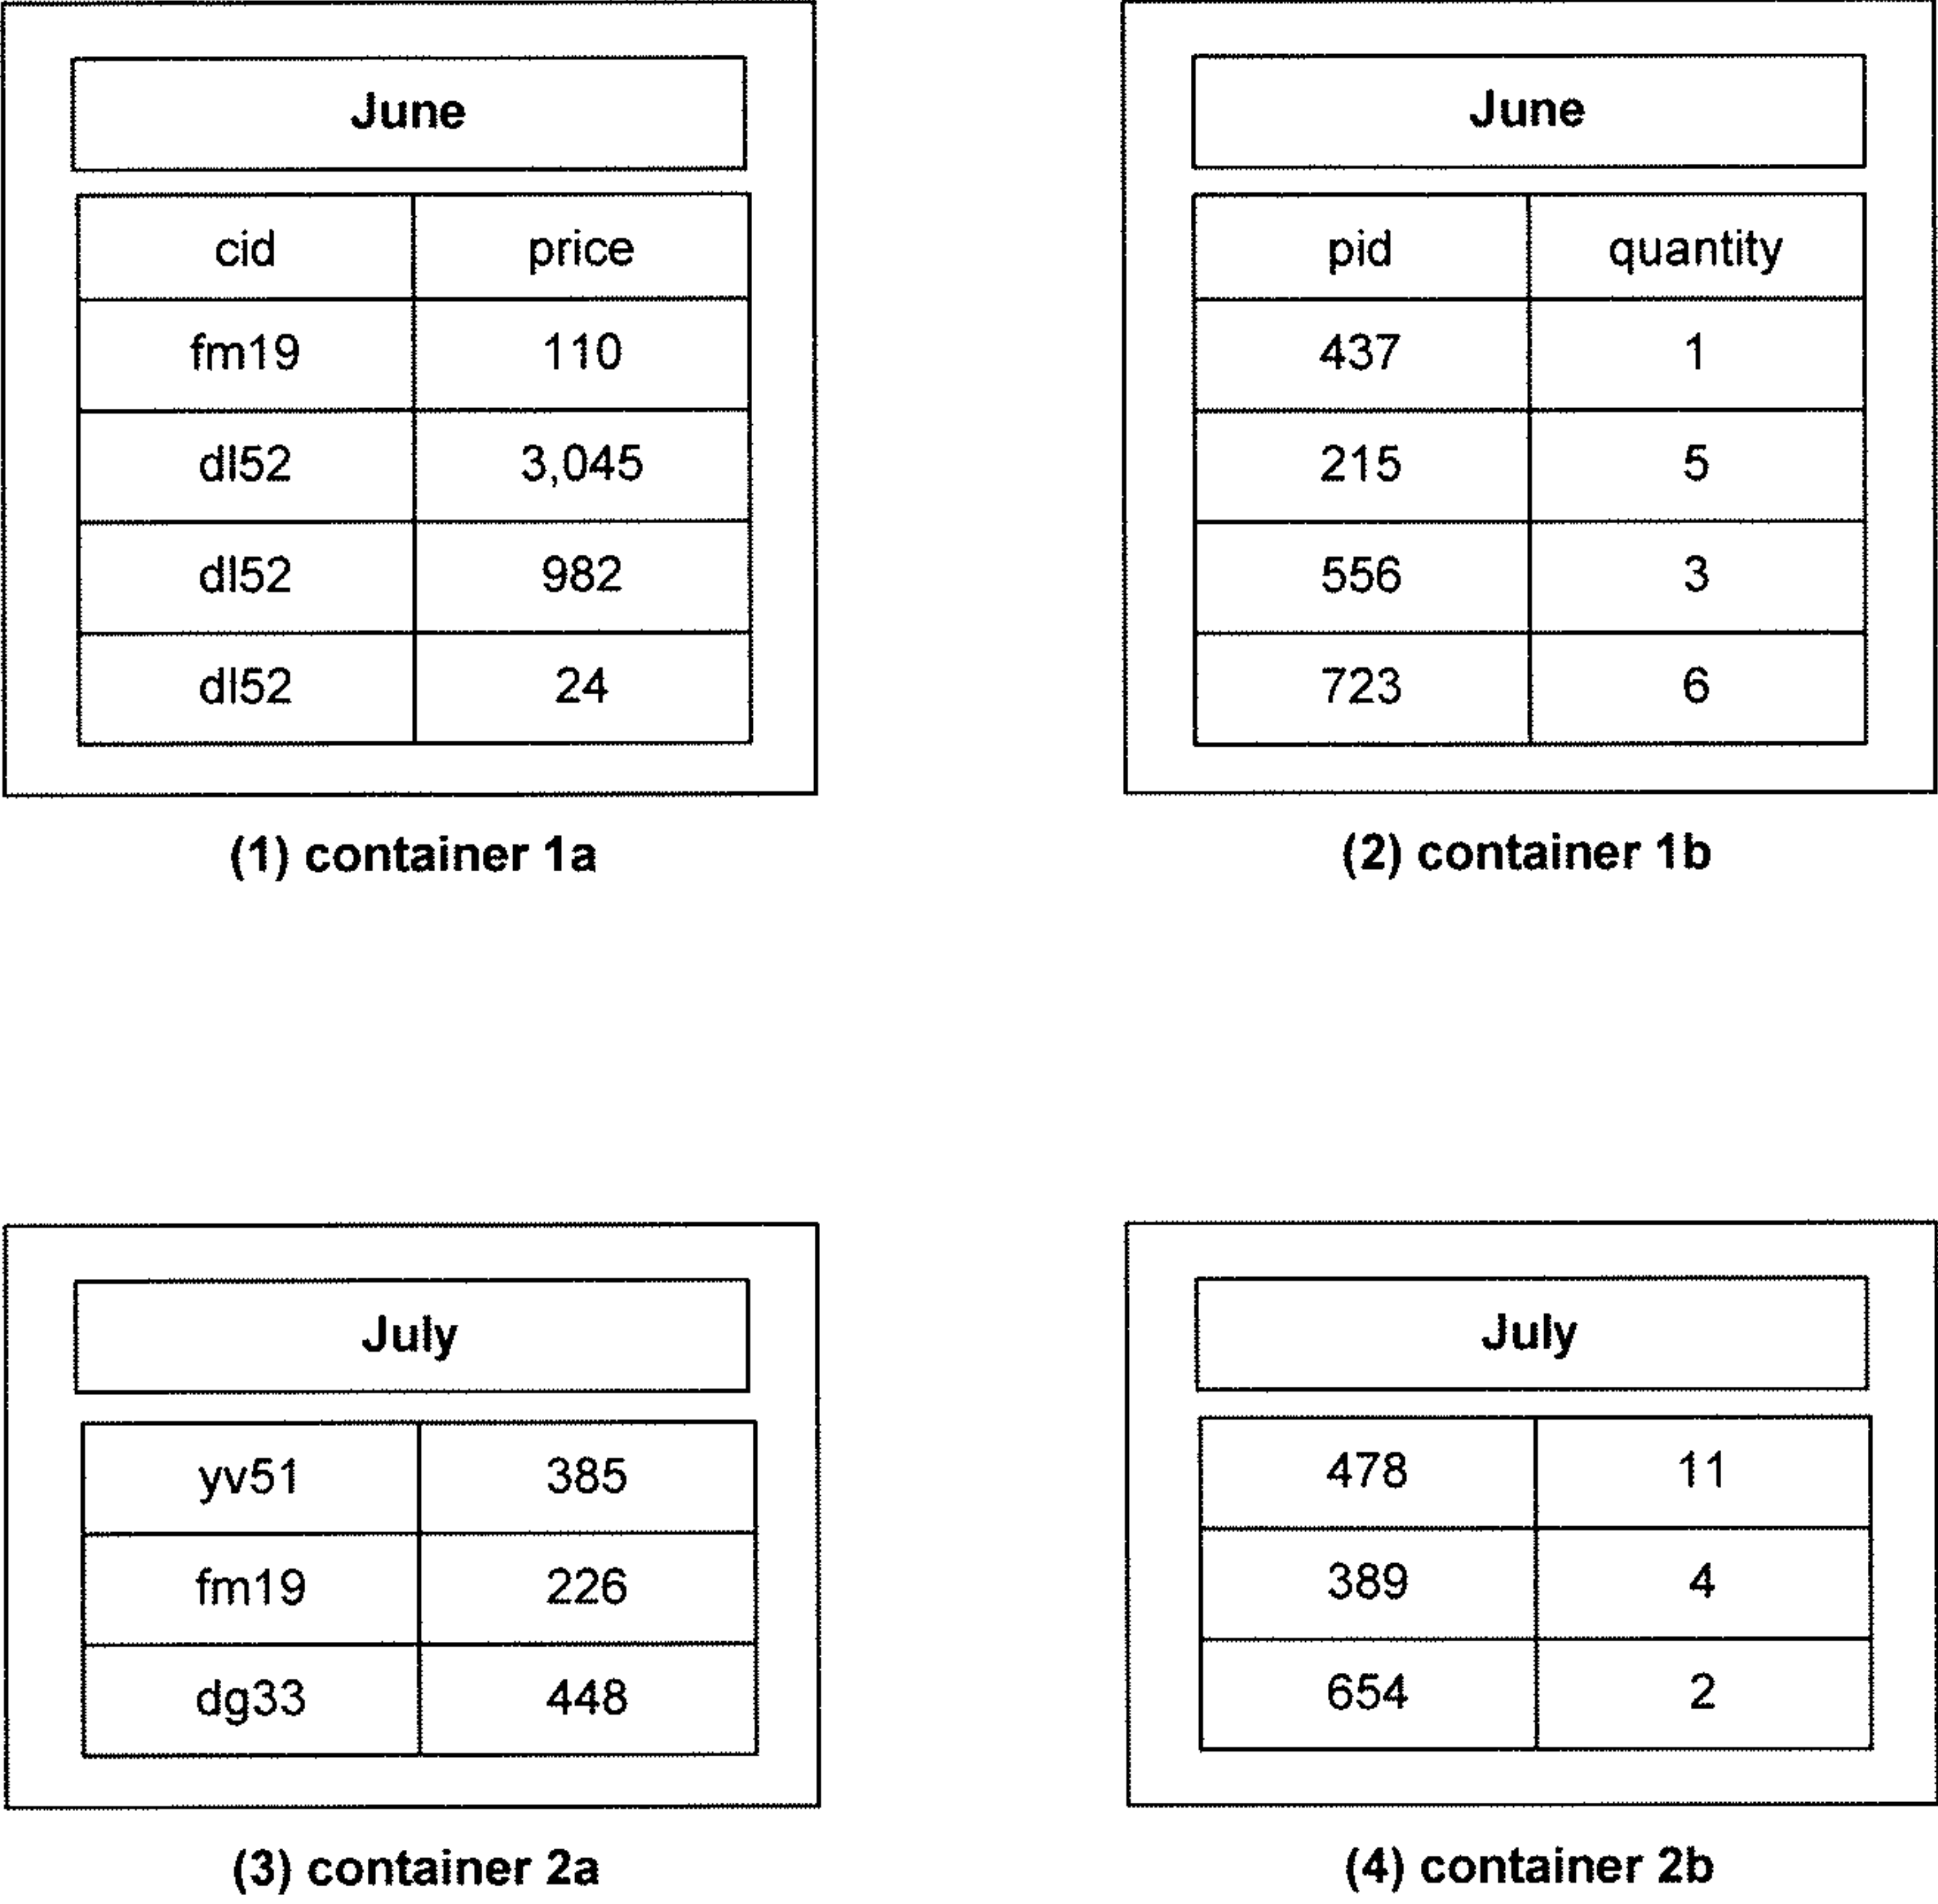 June
cid price
fm19 110
dl52 3,045
dl52 982
dl52 24
(1) container 1a
June
pid quantity
437 1
215 5
556 3
723 6
(2) container 1b
July
yv51 385
fm19 226
dg33 448
(3) container 2a
July
478 11
389 4
654 2
(4) container 2b